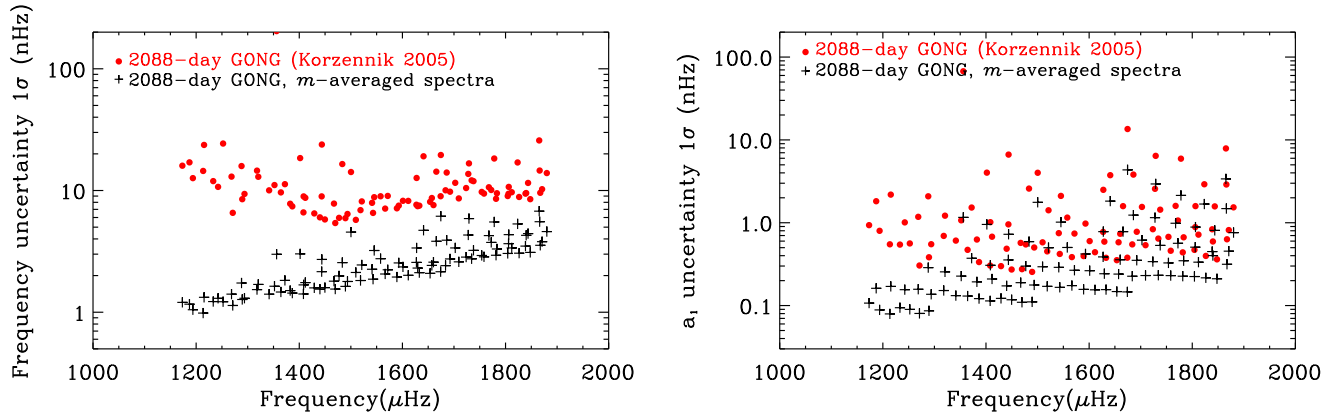 Frequency uncertainty 1σ (nHz)
100
10
1
2088-day GONG (Korzennik 2005)
2088-day GONG, m-averaged spectra
1000 1200 1400 1600 1800 2000
Frequency(μHz)
a₁ uncertainty 1σ (nHz)
100.0
10.0
1.0
0.1
2088-day GONG (Korzennik 2005)
2088-day GONG, m-averaged spectra
1000 1200 1400 1600 1800 2000
Frequency(μHz)